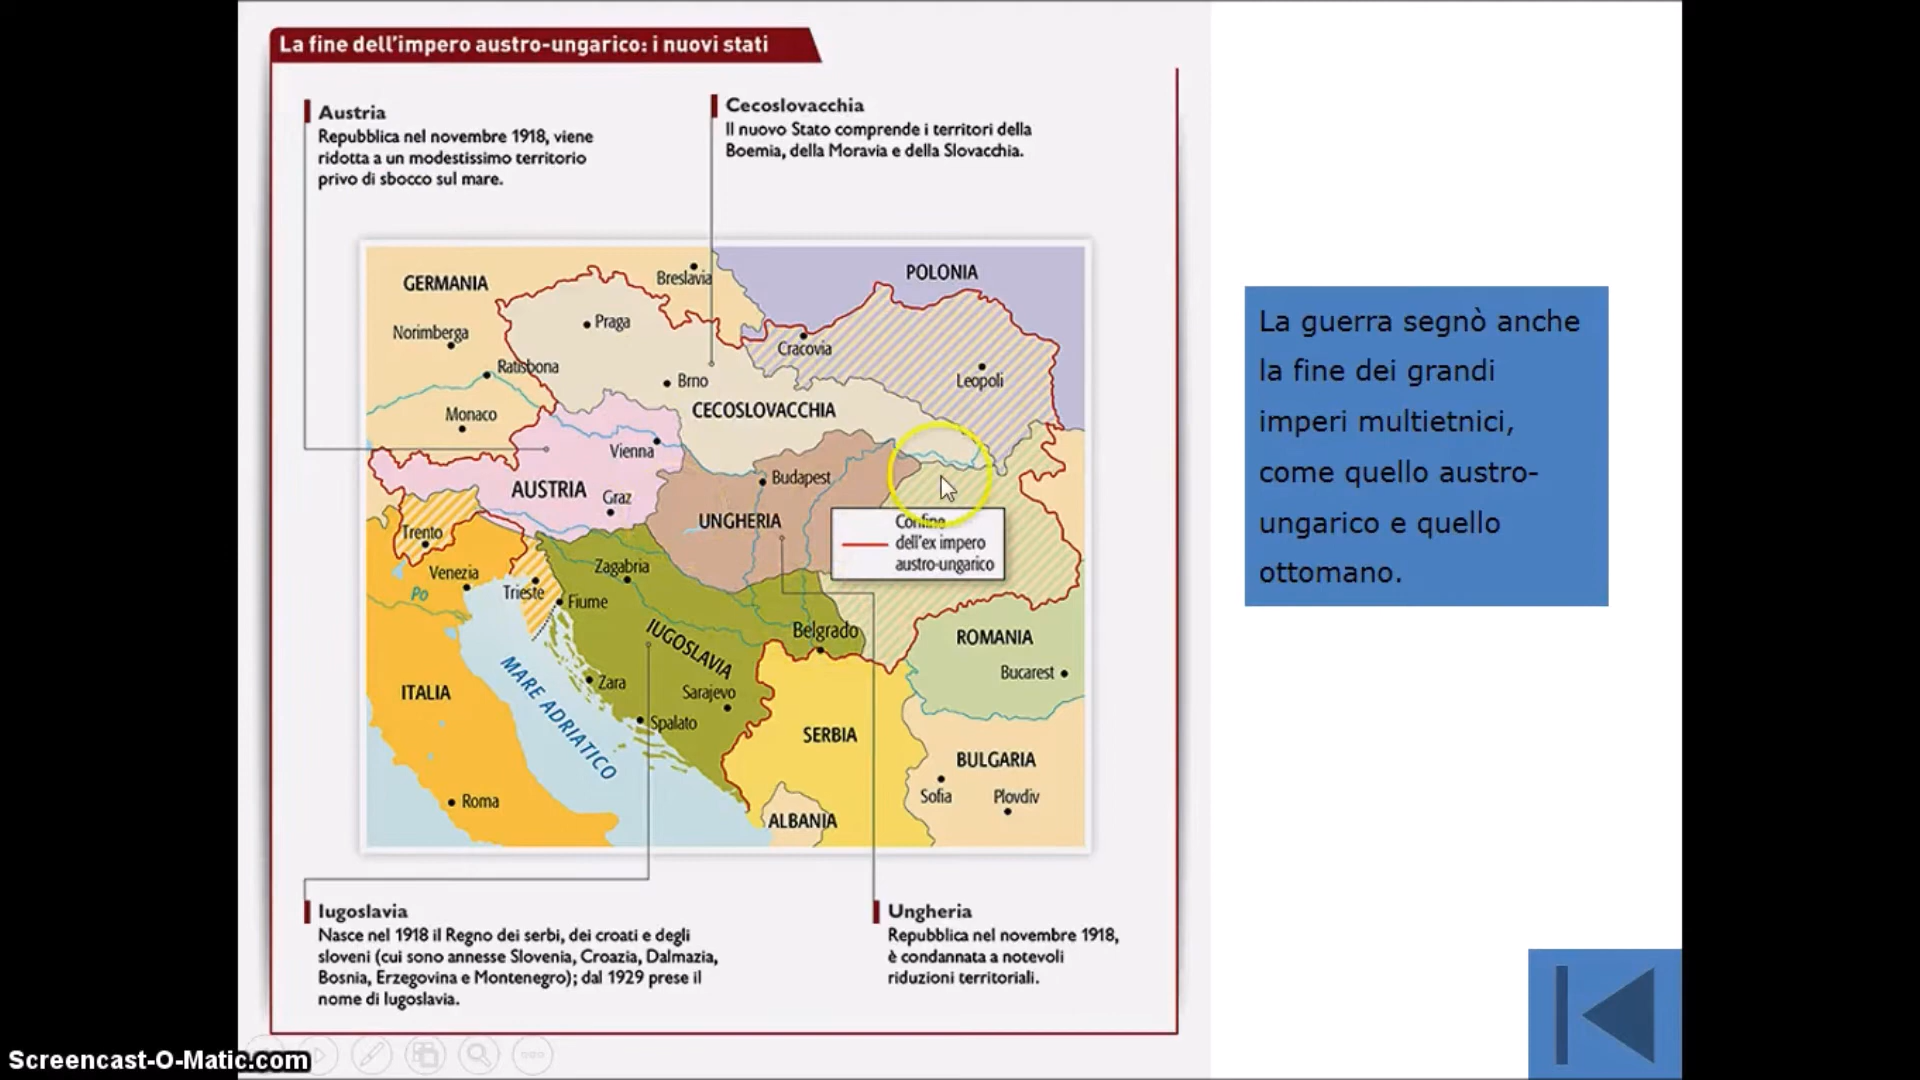 La fine dell'impero austro-ungarico: i nuovi stati
Austria
Repubblica nel novembre 1918, viene
ridotta a un modestissimo territorio
privo di sbocco sul mare.
Cecoslovacchia
Il nuovo Stato comprende i territori della
Boemia, della Moravia e della Slovacchia.
GERMANIA
Breslavia
POLONIA
Norimberga
Praga
Cracovia
Ratisbona
Brno
Leopoli
Monaco
CECOSLOVACCHIA
Vienna
Budapest
AUSTRIA
Graz
UNGHERIA
Confine
dell'ex impero
austro-ungarico
Trento
Venezia
Zagabria
Po
Trieste
Fiume
IUGOSLAVIA
Belgrado
ROMANIA
Bucarest
MARE ADRIATICO
ITALIA
Zara
Sarajevo
Spalato
SERBIA
BULGARIA
Sofia
Plovdiv
Roma
ALBANIA
Iugoslavia
Nasce nel 1918 il Regno dei serbi, dei croati e degli
sloveni (cui sono annesse Slovenia, Croazia, Dalmazia,
Bosnia, Erzegovina e Montenegro); dal 1929 prese il
nome di Iugoslavia.
Ungheria
Repubblica nel novembre 1918,
è condannata a notevoli
riduzioni territoriali.
La guerra segnò anche
la fine dei grandi
imperi multietnici,
come quello austro-
ungarico e quello
ottomano.
Screencast-O-Matic.com